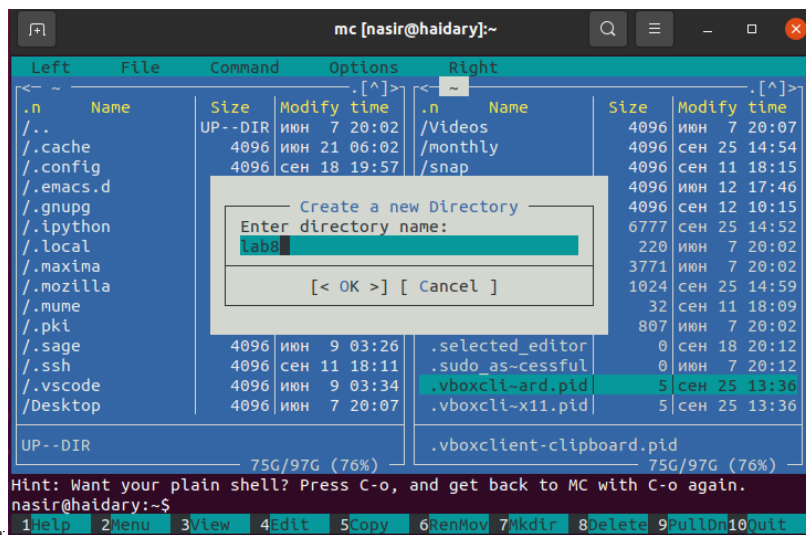 mc [nasir@haidary]:~
Left File Command Options Right
<— ~ .[^]> <— ~ .[^]>
.n Name Size Modify time .n Name Size Modify time
/.. UP--DIR июн 7 20:02 /Videos 4096 июн 7 20:07
/.cache 4096 июн 21 06:02 /monthly 4096 сен 25 14:54
/.config 4096 сен 18 19:57 /snap 4096 сен 11 18:15
/.emacs.d 4096 июн 12 17:46
/.gnupg Create a new Directory 4096 сен 12 10:15
/.ipython Enter directory name: 6777 сен 25 14:52
/.local lab8 220 июн 7 20:02
/.maxima 3771 июн 7 20:02
/.mozilla [< OK >] [ Cancel ] 1024 сен 25 14:59
/.mume 32 сен 11 18:09
/.pki 807 июн 7 20:02
/.sage 4096 июн 9 03:26 .selected_editor 0 сен 18 20:12
/.ssh 4096 сен 11 18:11 .sudo_as~cessful 0 июн 7 20:12
/.vscode 4096 июн 9 03:34 .vboxcli~ard.pid 5 сен 25 13:36
/Desktop 4096 июн 7 20:07 .vboxcli~x11.pid 5 сен 25 13:36
UP--DIR .vboxclient-clipboard.pid
75G/97G (76%) 75G/97G (76%)
Hint: Want your plain shell? Press C-o, and get back to MC with C-o again.
nasir@haidary:~$
1Help 2Menu 3View 4Edit 5Copy 6RenMov 7Mkdir 8Delete 9PullDn 10Quit